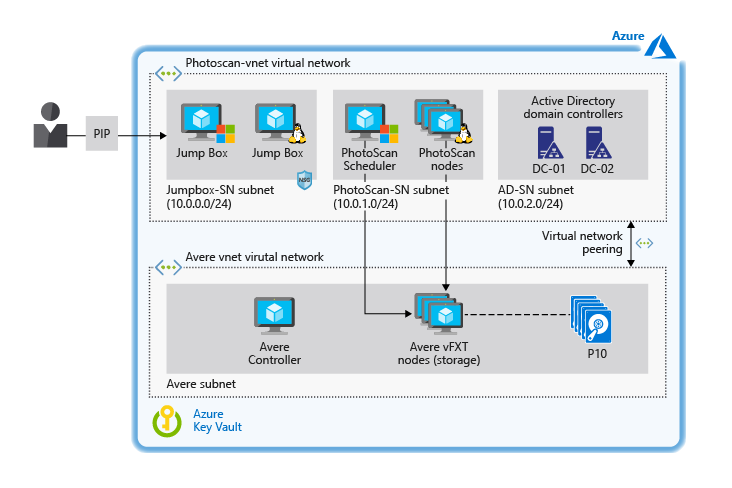 Azure
Photoscan-vnet virtual network
PIP
Jump Box
Jump Box
NSG
Jumpbox-SN subnet
(10.0.0.0/24)
PhotoScan
Scheduler
PhotoScan
nodes
PhotoScan-SN subnet
(10.0.1.0/24)
Active Directory
domain controllers
DC-01
DC-02
AD-SN subnet
(10.0.2.0/24)
Virtual network
peering
Avere vnet virutal network
Avere
Controller
Avere vFXT
nodes (storage)
P10
Avere subnet
Azure
Key Vault